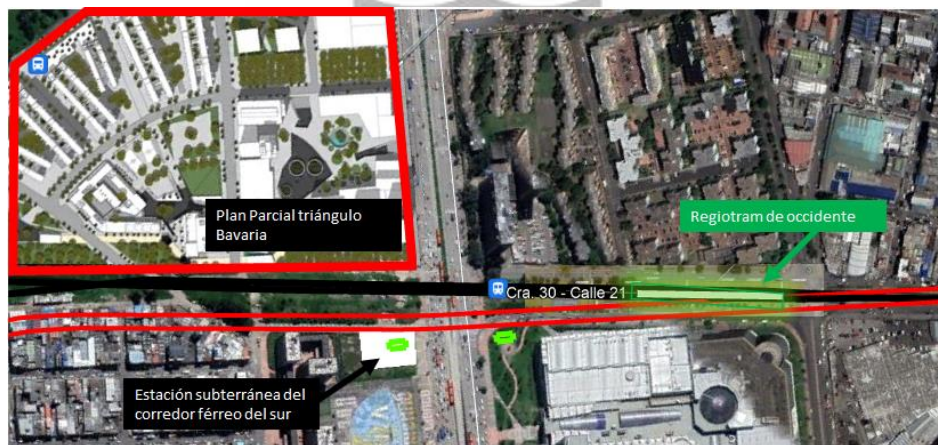 Plan Parcial triángulo
Bavaria
Regiotram de occidente
Cra. 30 - Calle 21
Estación subterránea del
corredor férreo del sur